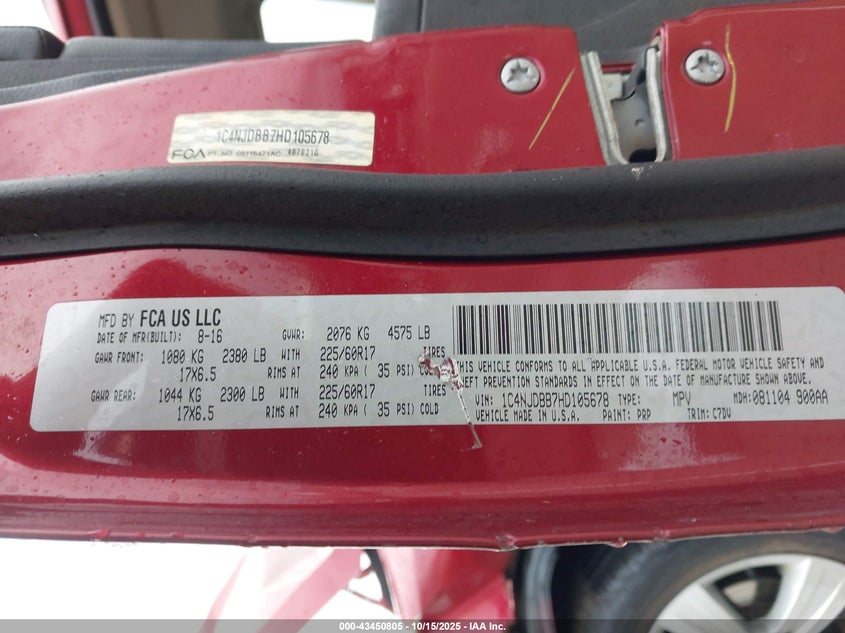 1C4NJDBB7HD105678
FCA PT. NO. 05116471AC 4878210
MFD BY FCA US LLC
DATE OF MFR(BUILT): 8-16 GVWR: 2076 KG 4575 LB
GAWR FRONT: 1080 KG 2380 LB WITH 225/60R17 TIRES
17X6.5 RIMS AT 240 KPA ( 35 PSI) COLD
GAWR REAR: 1044 KG 2300 LB WITH 225/60R17 TIRES
17X6.5 RIMS AT 240 KPA ( 35 PSI) COLD
THIS VEHICLE CONFORMS TO ALL APPLICABLE U.S.A. FEDERAL MOTOR VEHICLE SAFETY AND
THEFT PREVENTION STANDARDS IN EFFECT ON THE DATE OF MANUFACTURE SHOWN ABOVE.
VIN: 1C4NJDBB7HD105678 TYPE: MPV MDH: 081104 900AA
VEHICLE MADE IN U.S.A. PAINT: PRP TRIM: C7DV
000-43450805 - 10/15/2025 - IAA Inc.